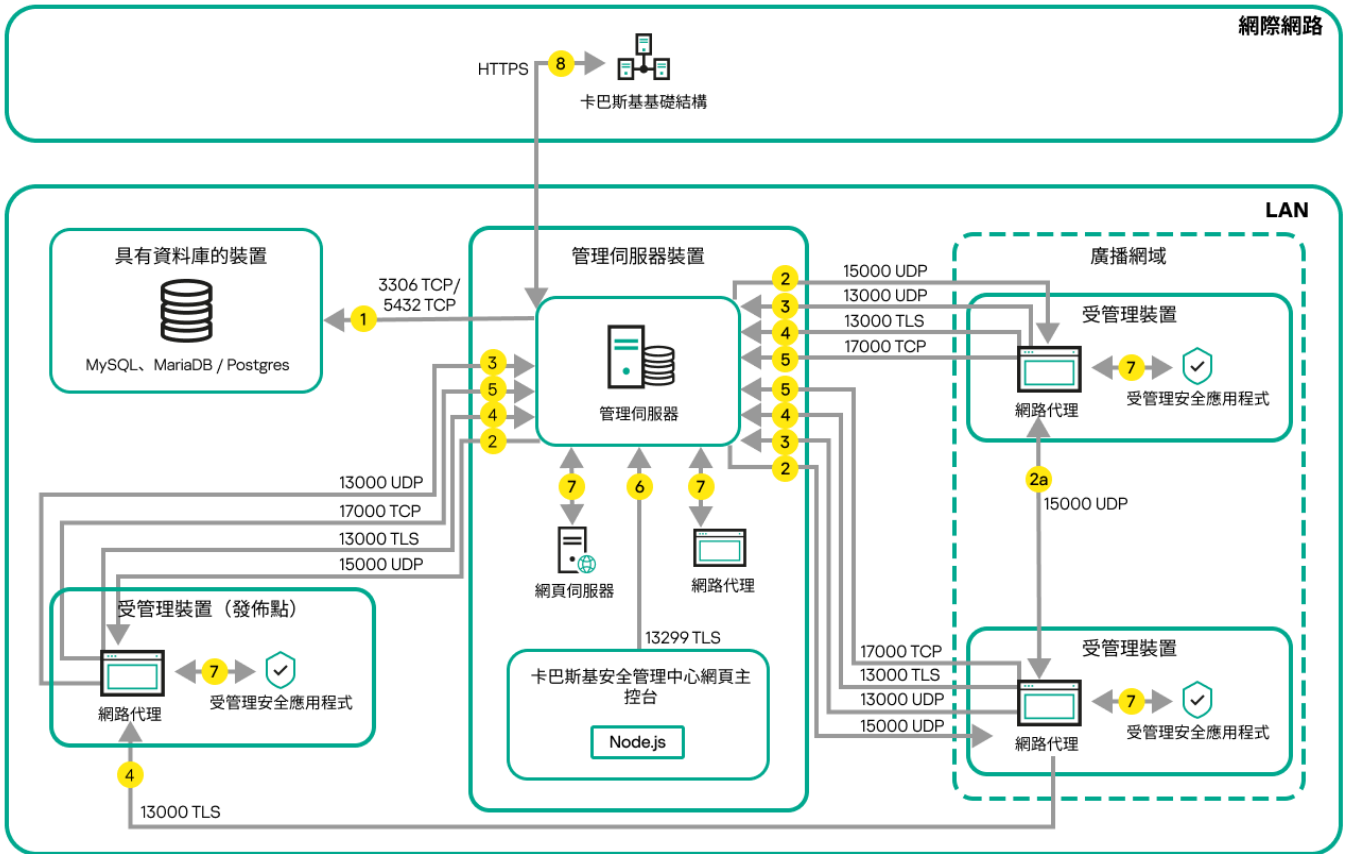 網際網路
HTTPS
8
卡巴斯基基礎結構
LAN
具有資料庫的裝置
MySQL、MariaDB / Postgres
3306 TCP/
5432 TCP
1
管理伺服器裝置
管理伺服器
廣播網域
2
15000 UDP
3
13000 UDP
4
13000 TLS
5
17000 TCP
受管理裝置
網路代理
7
受管理安全應用程式
3
5
4
2
5
4
3
2
13000 UDP
17000 TCP
13000 TLS
15000 UDP
7
6
7
網頁伺服器
網路代理
2a
15000 UDP
受管理裝置（發佈點）
網路代理
7
受管理安全應用程式
13299 TLS
卡巴斯基安全管理中心網頁主
控台
Node.js
17000 TCP
13000 TLS
13000 UDP
15000 UDP
受管理裝置
網路代理
7
受管理安全應用程式
4
13000 TLS